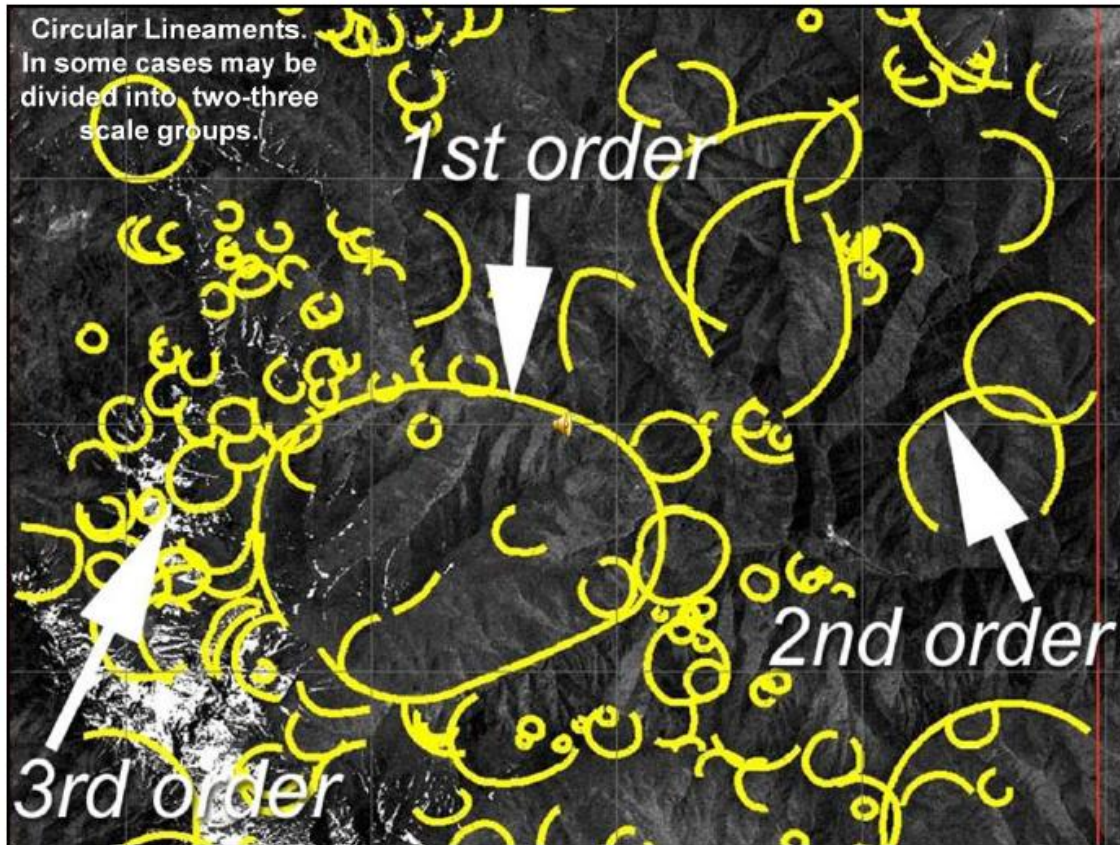 Circular Lineaments.
In some cases may be
divided into two-three
scale groups.
1st order
2nd order
3rd order